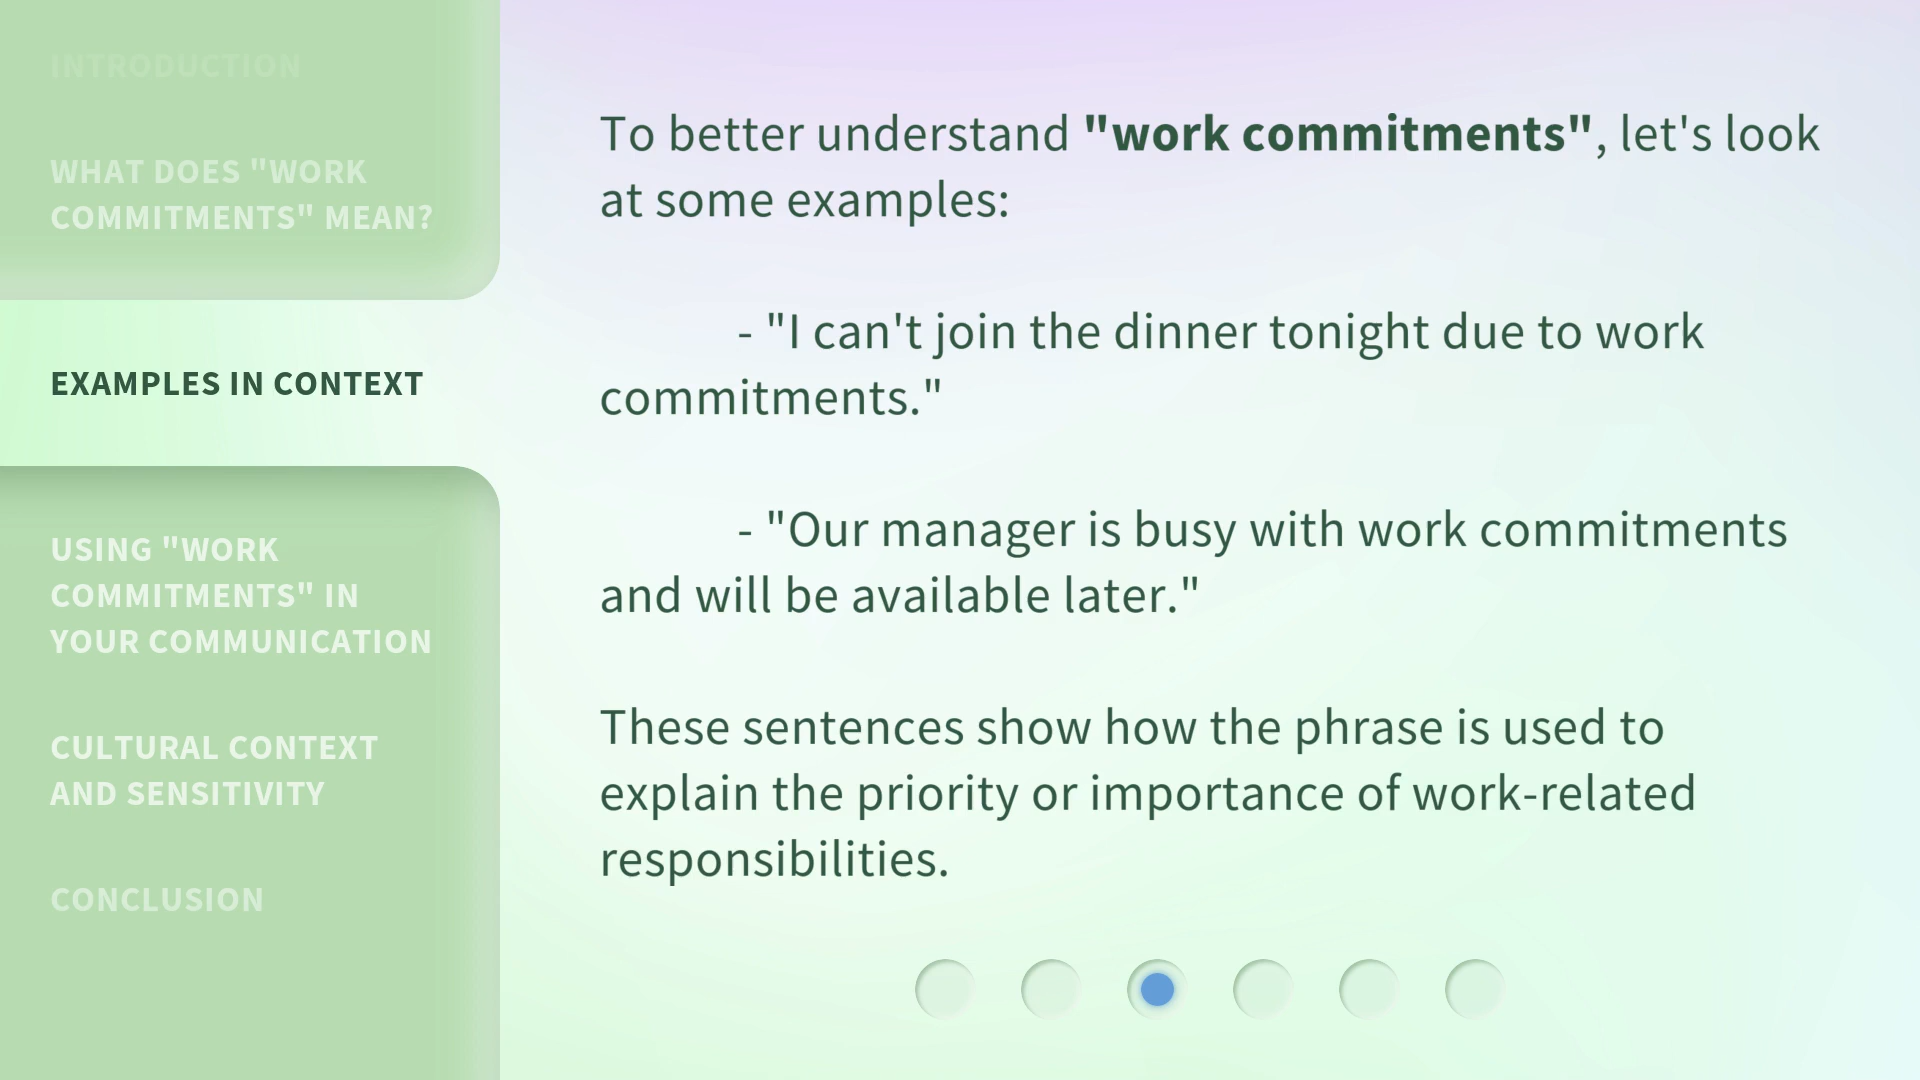 INTRODUCTION
WHAT DOES "WORK
COMMITMENTS" MEAN?
EXAMPLES IN CONTEXT
USING "WORK
COMMITMENTS" IN
YOUR COMMUNICATION
CULTURAL CONTEXT
AND SENSITIVITY
CONCLUSION
To better understand "work commitments", let's look
at some examples:
- "I can't join the dinner tonight due to work
commitments."
- "Our manager is busy with work commitments
and will be available later."
These sentences show how the phrase is used to
explain the priority or importance of work-related
responsibilities.